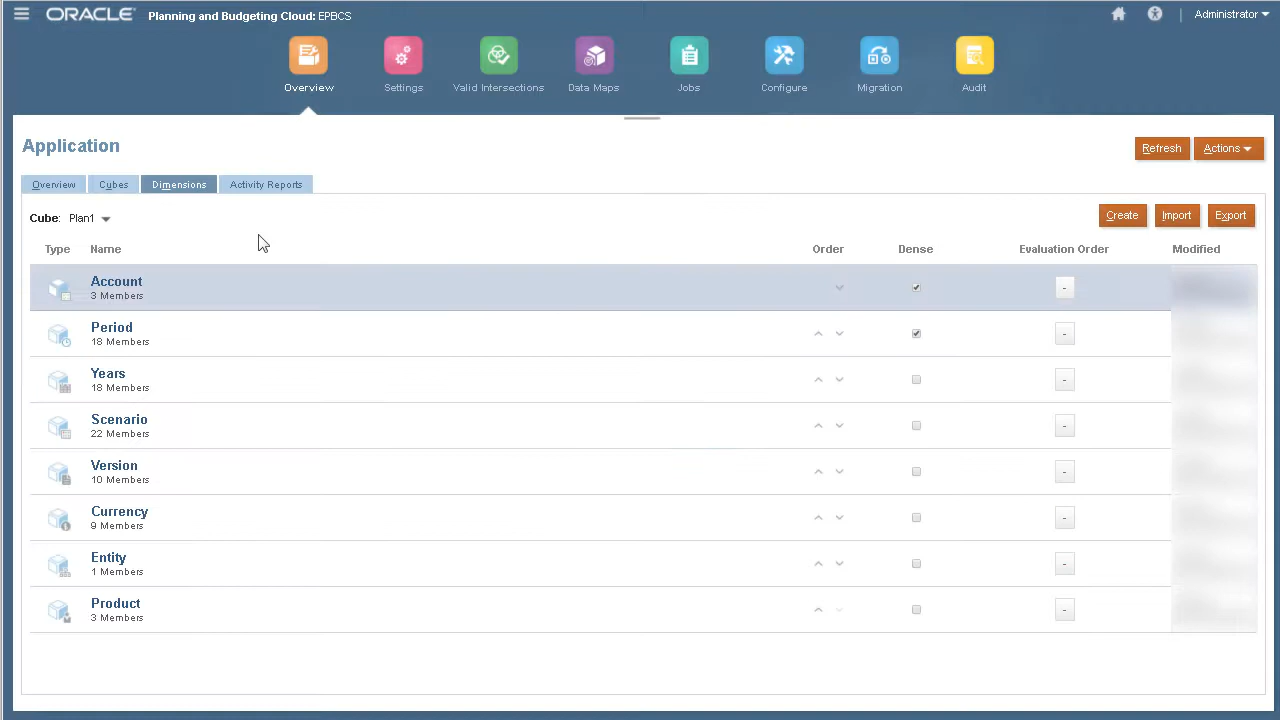 ORACLE Planning and Budgeting Cloud: EPBCS
Administrator
Overview Settings Valid Intersections Data Maps Jobs Configure Migration Audit
Application
Refresh Actions
Overview Cubes Dimensions Activity Reports
Cube: Plan1
Create Import Export
Type Name Order Dense Evaluation Order Modified
Account
3 Members
-
Period
18 Members
-
Years
18 Members
-
Scenario
22 Members
-
Version
10 Members
-
Currency
9 Members
-
Entity
1 Members
-
Product
3 Members
-